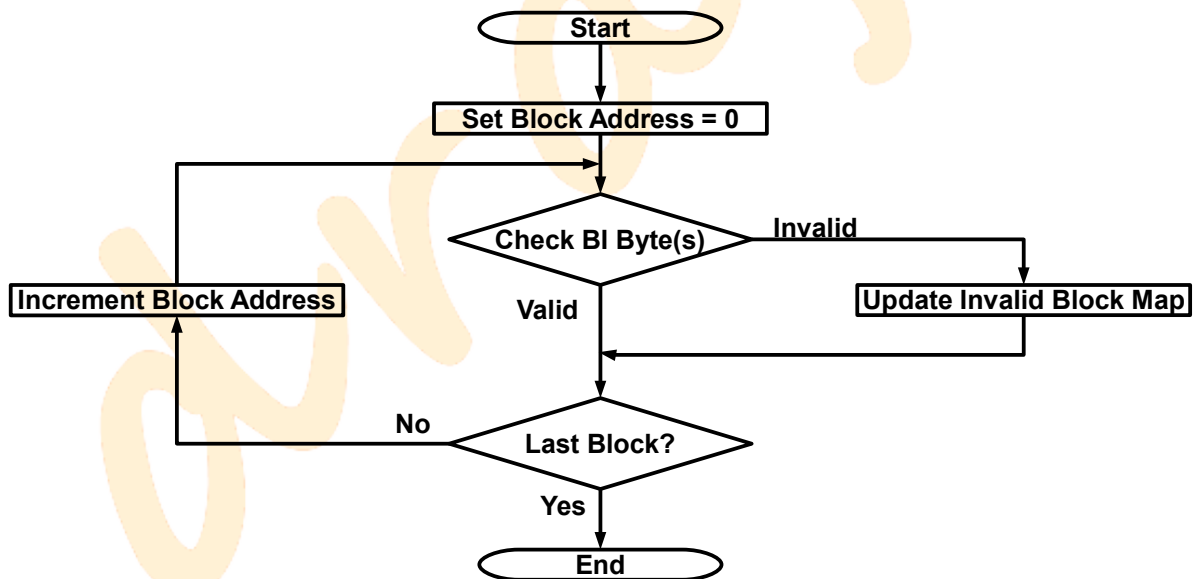 Start
Set Block Address = 0
Check BI Byte(s)
Invalid
Increment Block Address
Valid
Update Invalid Block Map
No
Last Block?
Yes
End